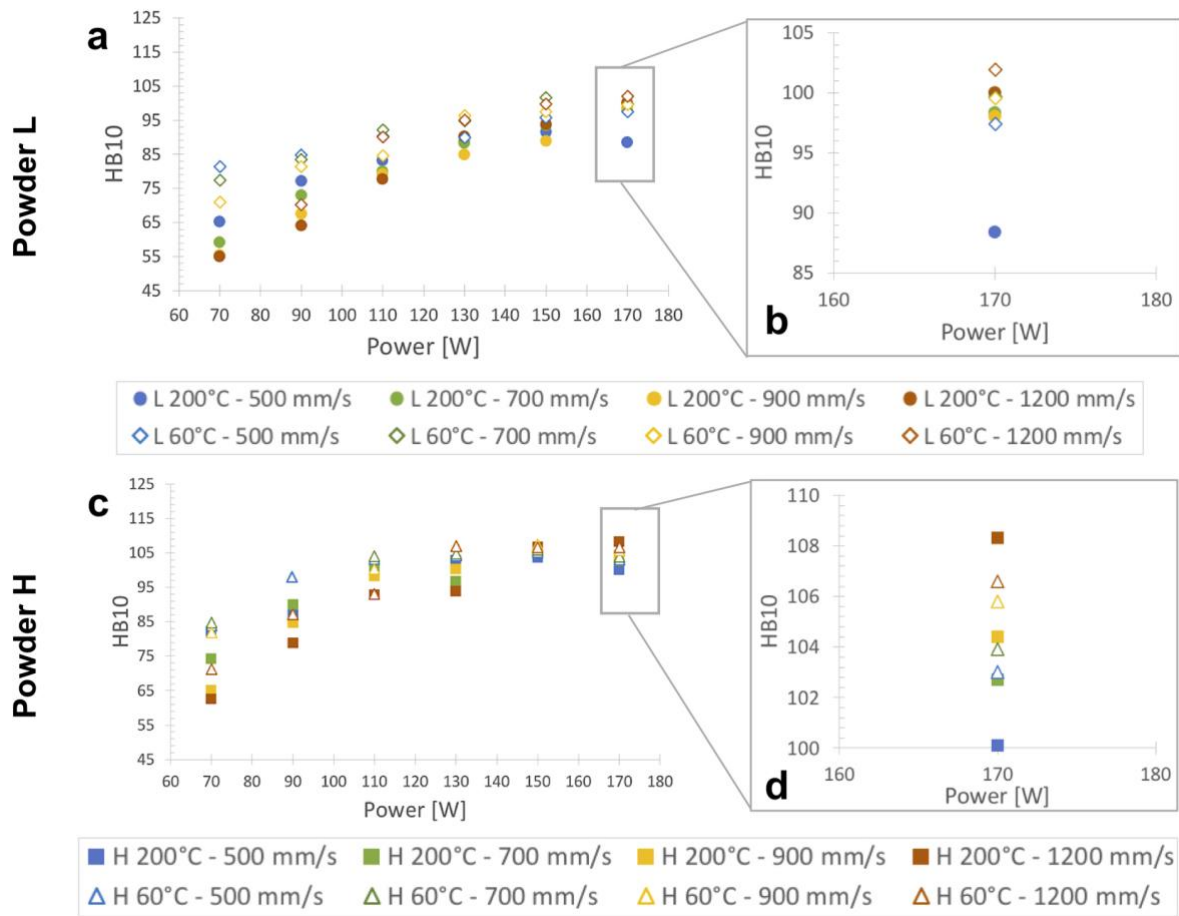 a
Powder L
HB10
125
115
105
95
85
75
65
55
45
60 70 80 90 100 110 120 130 140 150 160 170 180
Power [W]
105
100
95
90
85
HB10
160 170 180
Power [W]
b
L 200°C - 500 mm/s L 200°C - 700 mm/s L 200°C - 900 mm/s L 200°C - 1200 mm/s
L 60°C - 500 mm/s L 60°C - 700 mm/s L 60°C - 900 mm/s L 60°C - 1200 mm/s
c
Powder H
HB10
125
115
105
95
85
75
65
55
45
60 70 80 90 100 110 120 130 140 150 160 170 180
Power [W]
110
108
106
104
102
100
HB10
160 170 180
Power [W]
d
H 200°C - 500 mm/s H 200°C - 700 mm/s H 200°C - 900 mm/s H 200°C - 1200 mm/s
H 60°C - 500 mm/s H 60°C - 700 mm/s H 60°C - 900 mm/s H 60°C - 1200 mm/s